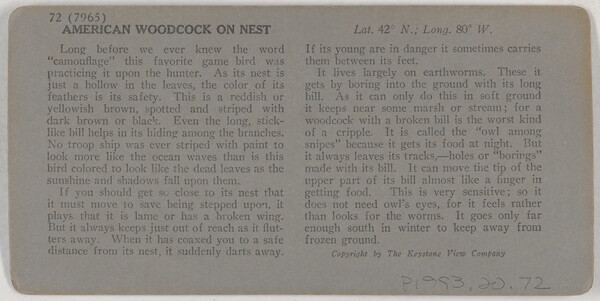 72 (7965)
AMERICAN WOODCOCK ON NEST
Long before we ever knew the word
"camouflage" this favorite game bird was
practicing it upon the hunter. As its nest is
just a hollow in the leaves, the color of its
feathers is its safety. This is a reddish or
yellowish brown, spotted and striped with
dark brown or black. Even the long, stick-
like bill helps in its hiding among the branches.
No troop ship was ever striped with paint to
look more like the ocean waves than is this
bird colored to look like the dead leaves as the
sunshine and shadows fall upon them.
If you should get so close to its nest that
it must move to save being stepped upon, it
plays that it is lame or has a broken wing.
But it always keeps just out of reach as it flut-
ters away. When it has coaxed you to a safe
distance from its nest, it suddenly darts away.
Lat. 42° N.; Long. 80° W.
If its young are in danger it sometimes carries
them between its feet.
It lives largely on earthworms. These it
gets by boring into the ground with its long
bill. As it can only do this in soft ground
it keeps near some marsh or stream; for a
woodcock with a broken bill is the worst kind
of a cripple. It is called the "owl among
snipes" because it gets its food at night. But
it always leaves its tracks,—holes or "borings"
made with its bill. It can move the tip of the
upper part of its bill almost like a finger in
getting food. This is very sensitive; so it
does not need owl's eyes, for it feels rather
than looks for the worms. It goes only far
enough south in winter to keep away from
frozen ground.
Copyright by The Keystone View Company
P1993.20.72